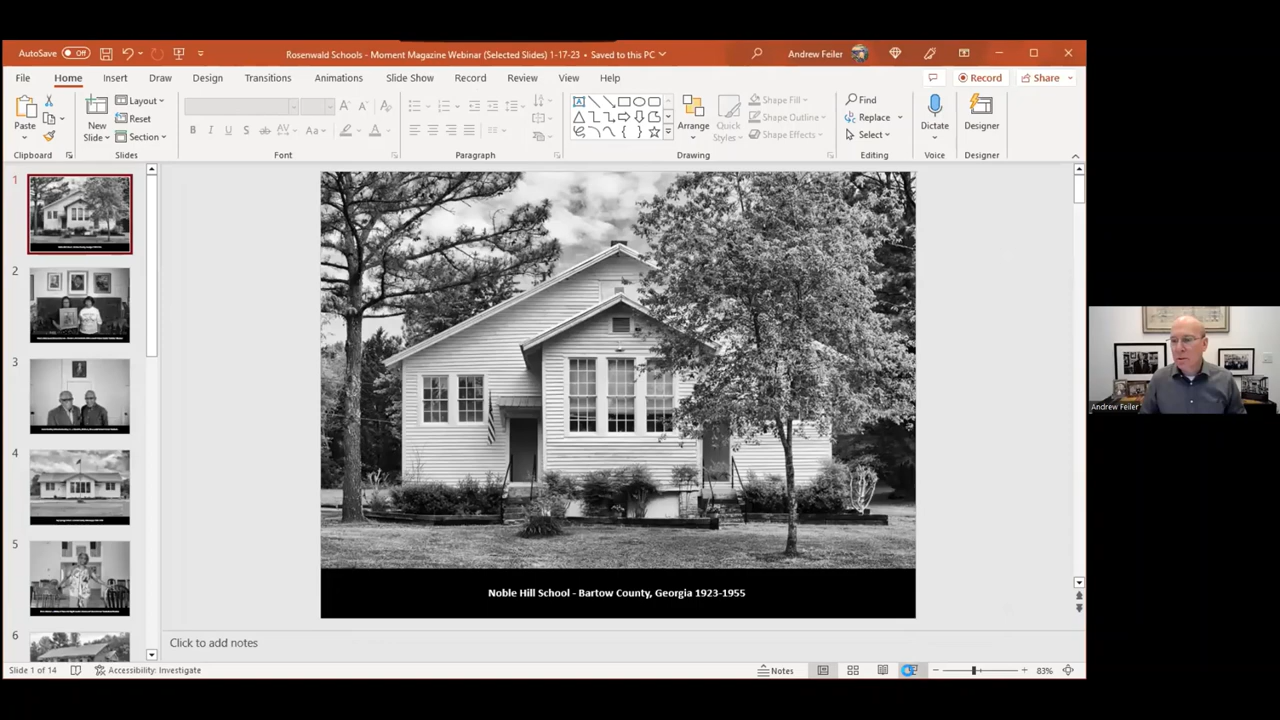 AutoSave Off
Rosenwald Schools - Moment Magazine Webinar (Selected Slides) 1-17-23 • Saved to this PC
Andrew Feiler
File Home Insert Draw Design Transitions Animations Slide Show Record Review View Help
Record Share
Paste
New Slide
Layout
Reset
Section
B I U S ab AV Aa A
Arrange
Quick Styles
Shape Fill
Shape Outline
Shape Effects
Find
Replace
Select
Dictate
Designer
Clipboard Slides Font Paragraph Drawing Editing Voice Designer
1
2
3
4
5
6
Noble Hill School - Bartow County, Georgia 1923-1955
Andrew Feiler
Click to add notes
Slide 1 of 14 Accessibility: Investigate Notes 83%